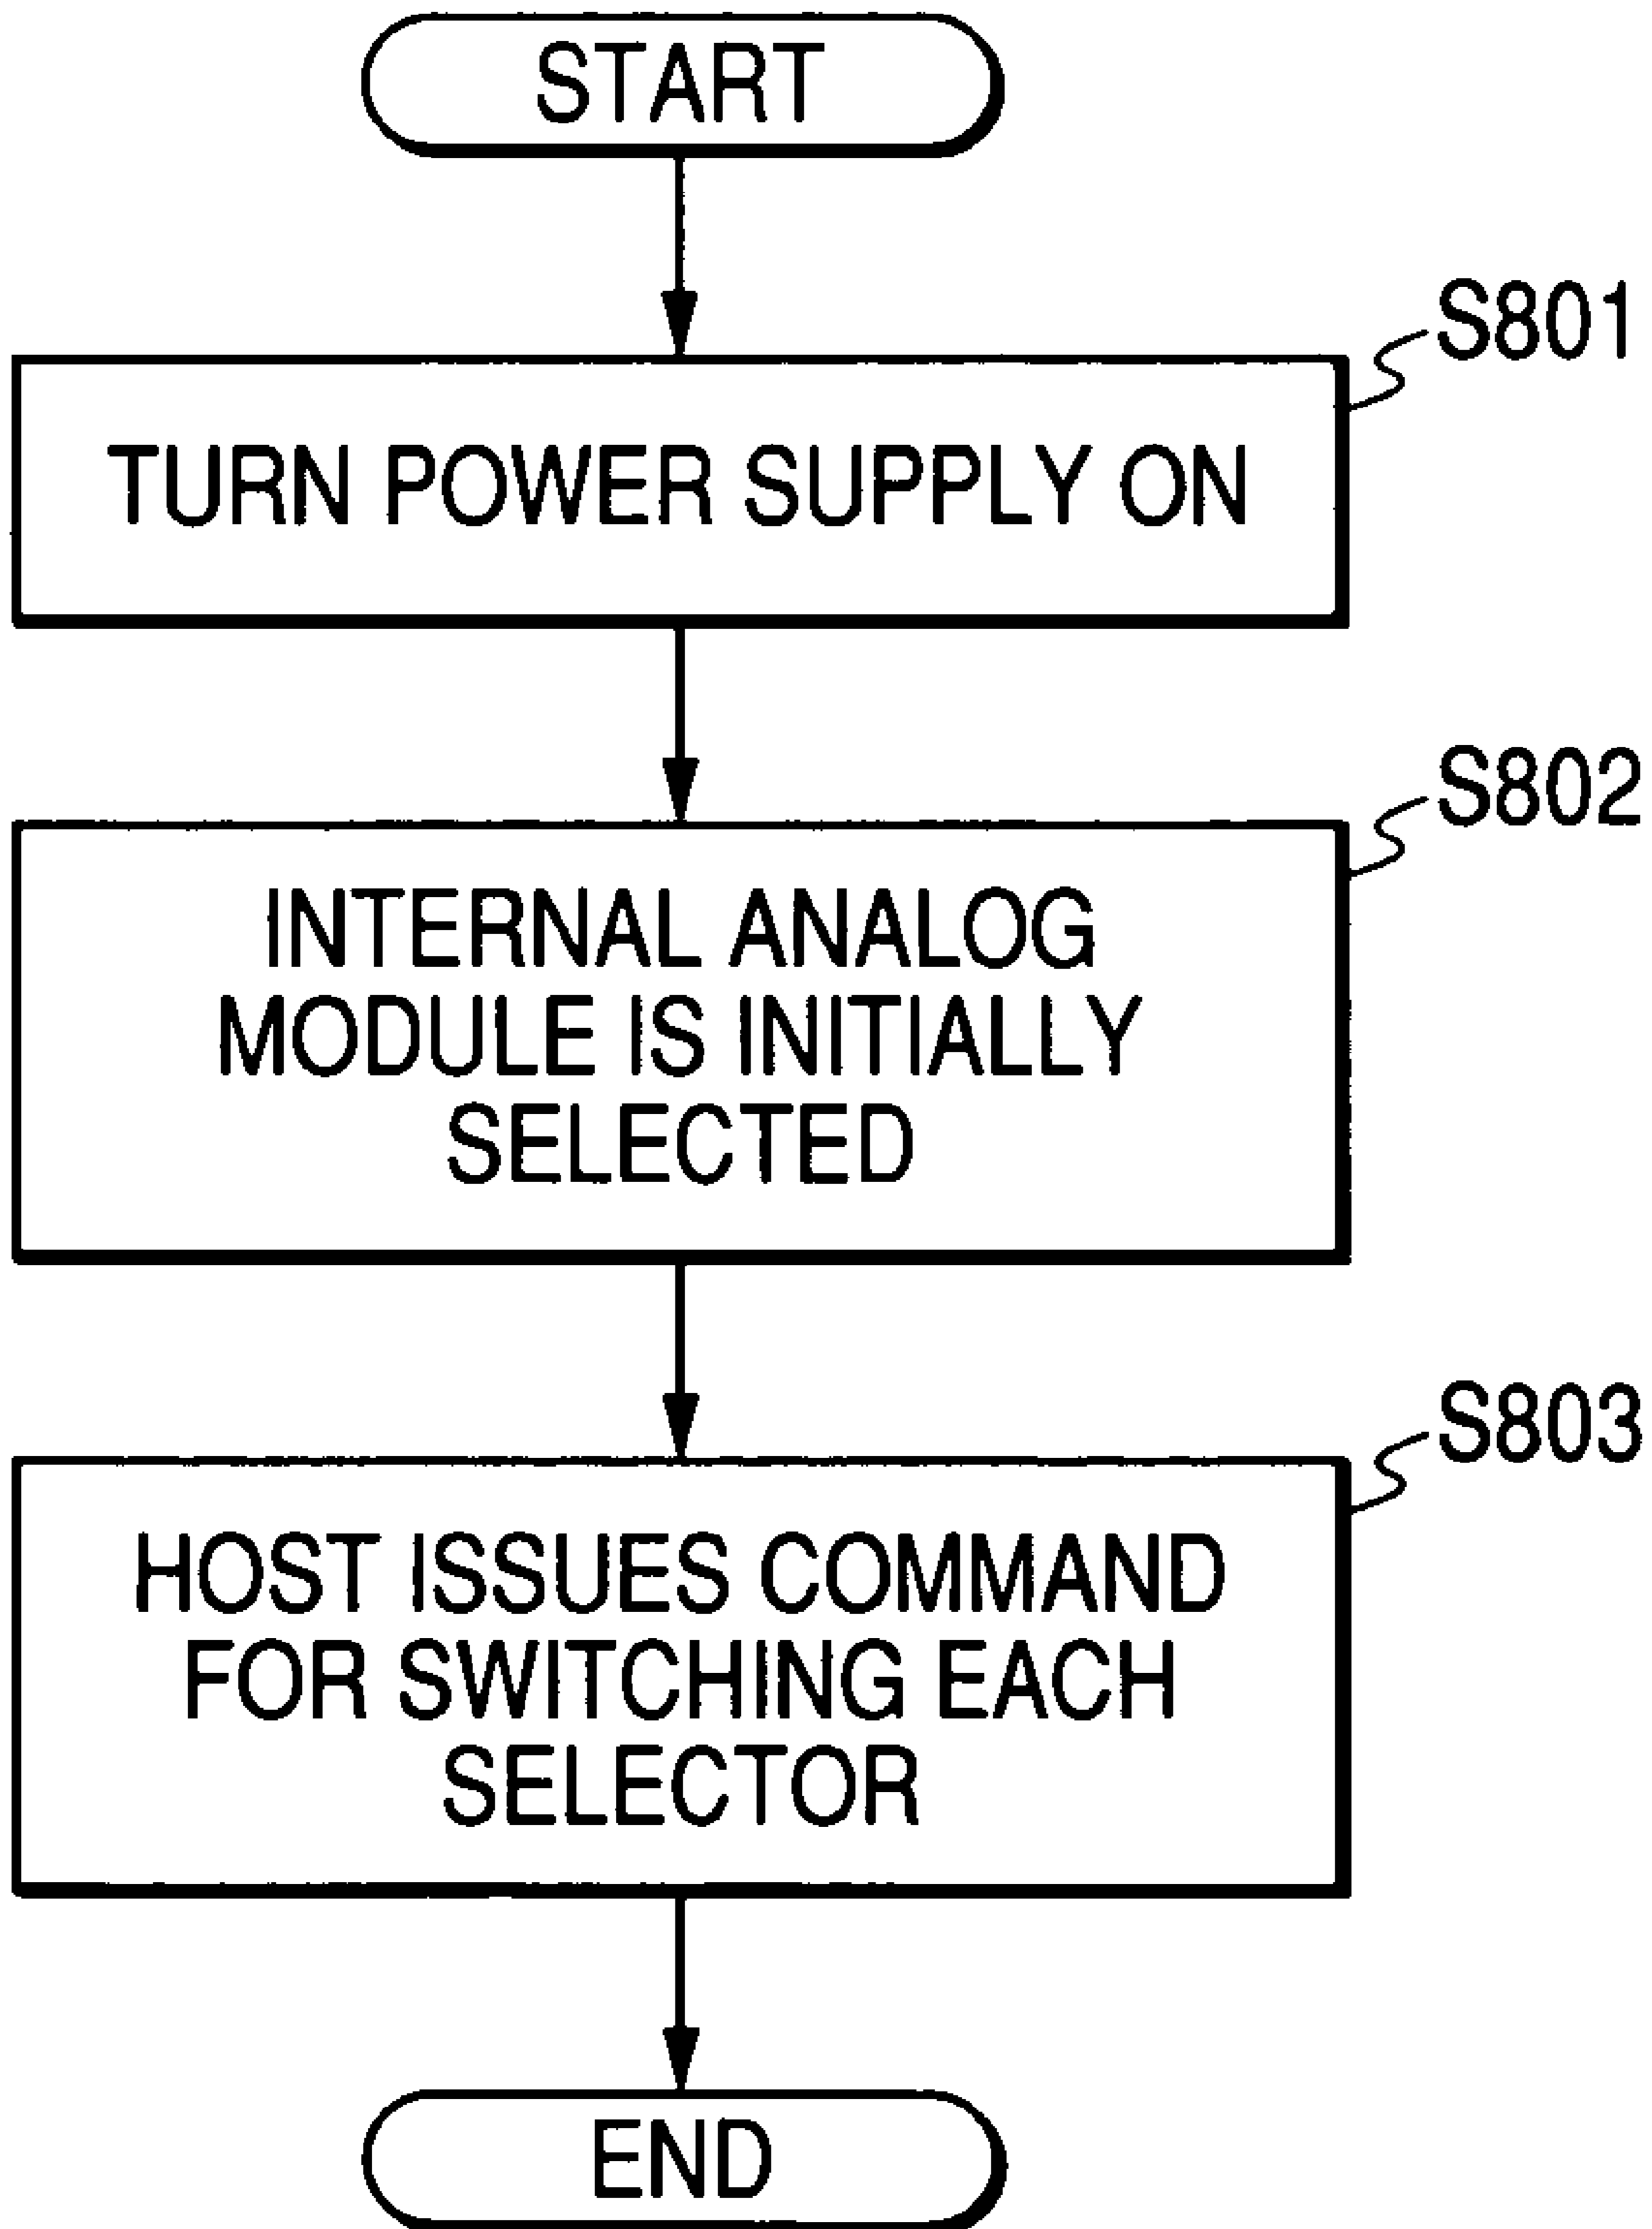 START
S801
TURN POWER SUPPLY ON
S802
INTERNAL ANALOG
MODULE IS INITIALLY
SELECTED
S803
HOST ISSUES COMMAND
FOR SWITCHING EACH
SELECTOR
END